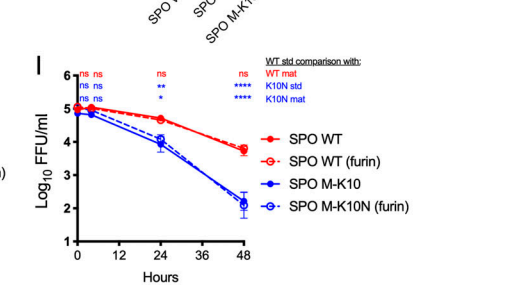 SPO M-K1
I
WT std comparison with:
ns ns ns ns WT mat
ns ns ** **** K10N std
ns ns * **** K10N mat
6
5
4
3
2
1
Log10 FFU/ml
0 12 24 36 48
Hours
SPO WT
SPO WT (furin)
SPO M-K10
SPO M-K10N (furin)